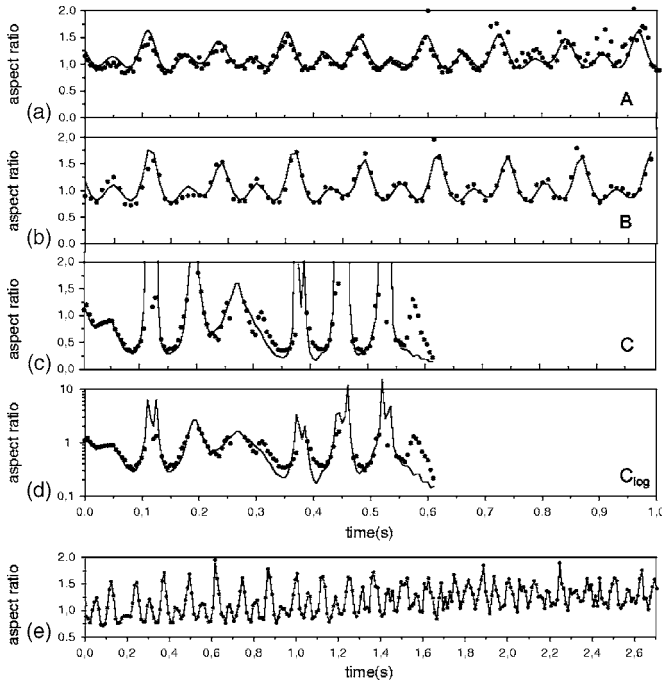 aspect ratio
2.0
1.5
1.0
0.5
0.0
(a)
A
aspect ratio
2.0
1.5
1.0
0.5
0.0
(b)
B
aspect ratio
2.0
1.5
1.0
0.5
0.0
(c)
C
aspect ratio
10
1
0.1
(d)
C log
0,0 0,1 0,2 0,3 0,4 0,5 0,6 0,7 0,8 0,9 1,0
time(s)
aspect ratio
2.0
1.5
1.0
0.5
(e)
0,0 0,2 0,4 0,6 0,8 1,0 1,2 1,4 1,6 1,8 2,0 2,2 2,4 2,6
time(s)